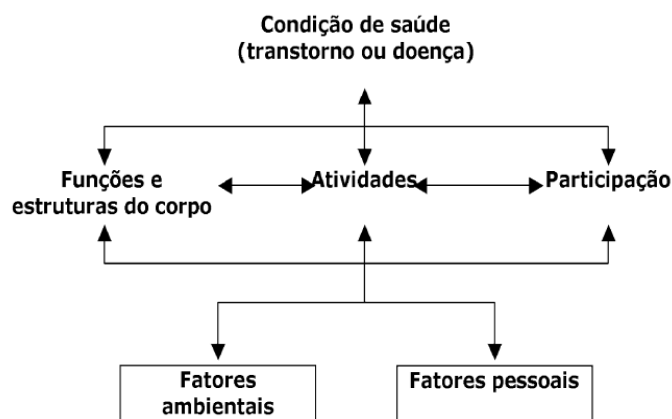 Condição de saúde
(transtorno ou doença)
Funções e
estruturas do corpo
Atividades
Participação
Fatores
ambientais
Fatores pessoais